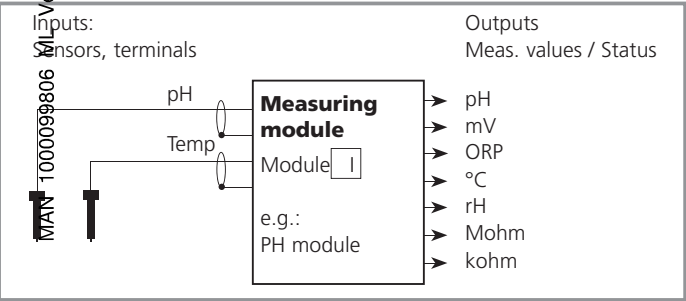 Inputs:
Sensors, terminals
Outputs
Meas. values / Status
MAN 1000099806 ML
pH
Temp
Measuring
module
Module I
e.g.:
PH module
pH
mV
ORP
°C
rH
Mohm
kohm